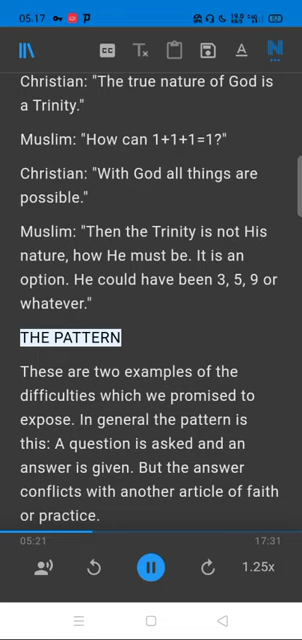 05.17
Christian: "The true nature of God is
a Trinity."
Muslim: "How can 1+1+1=1?"
Christian: "With God all things are
possible."
Muslim: "Then the Trinity is not His
nature, how He must be. It is an
option. He could have been 3, 5, 9 or
whatever."
THE PATTERN
These are two examples of the
difficulties which we promised to
expose. In general the pattern is
this: A question is asked and an
answer is given. But the answer
conflicts with another article of faith
or practice.
05:21 17:31
1.25x